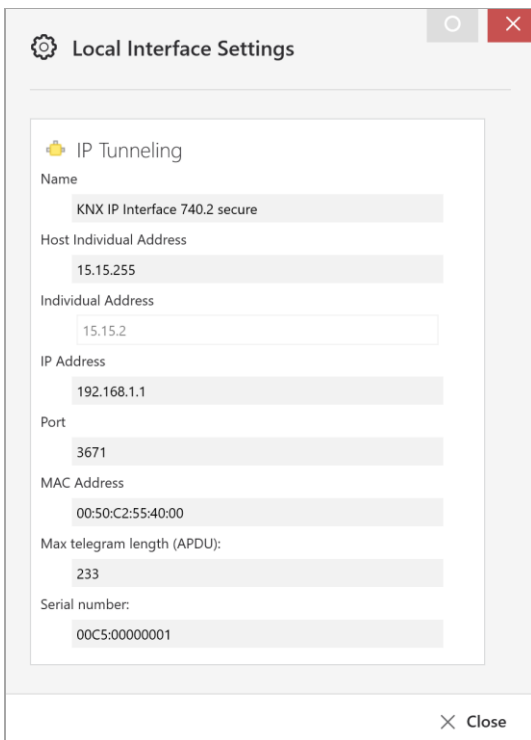 Local Interface Settings
IP Tunneling
Name
KNX IP Interface 740.2 secure
Host Individual Address
15.15.255
Individual Address
15.15.2
IP Address
192.168.1.1
Port
3671
MAC Address
00:50:C2:55:40:00
Max telegram length (APDU):
233
Serial number:
00C5:00000001
Close